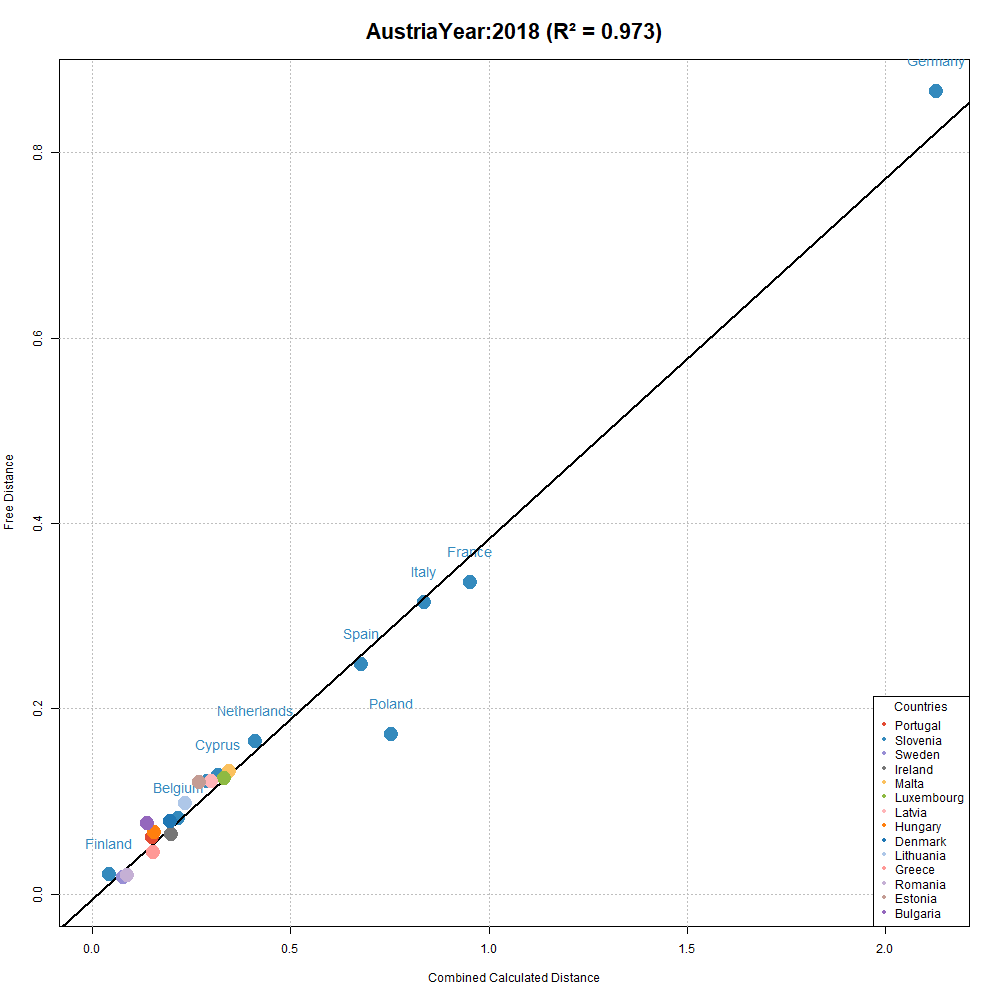 AustriaYear:2018 (R² = 0.973)
Germany
0.8
0.6
Free Distance
0.4
France
Italy
Spain
Poland
0.2
Netherlands
Cyprus
Belgium
Finland
0.0
Countries
Portugal
Slovenia
Sweden
Ireland
Malta
Luxembourg
Latvia
Hungary
Denmark
Lithuania
Greece
Romania
Estonia
Bulgaria
0.0 0.5 1.0 1.5 2.0
Combined Calculated Distance